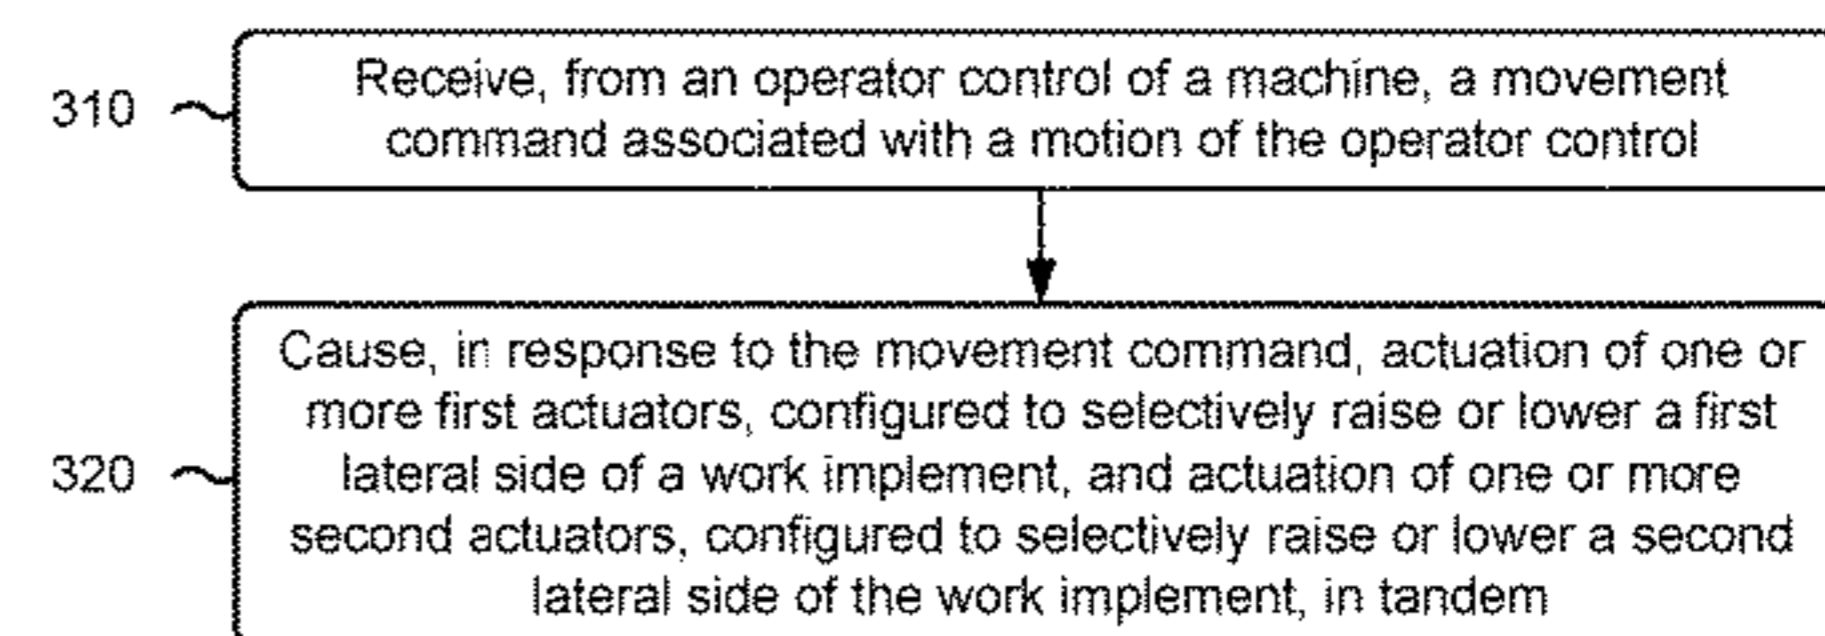 310
Receive, from an operator control of a machine, a movement
command associated with a motion of the operator control
320
Cause, in response to the movement command, actuation of one or
more first actuators, configured to selectively raise or lower a first
lateral side of a work implement, and actuation of one or more
second actuators, configured to selectively raise or lower a second
lateral side of the work implement, in tandem